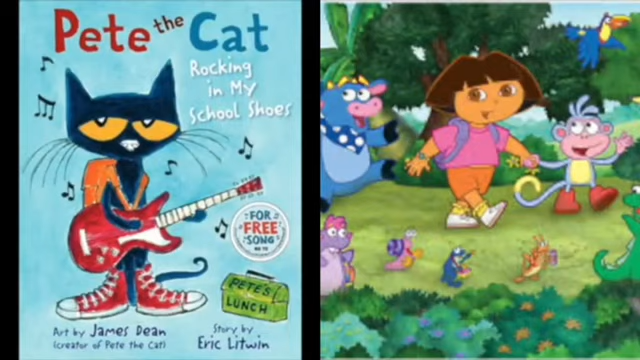 Pete the Cat
Rocking
in My
School Shoes
FOR
FREE
SONG
PETE'S
LUNCH
Art by James Dean
(creator of Pete the Cat)
Story by
Eric Litwin